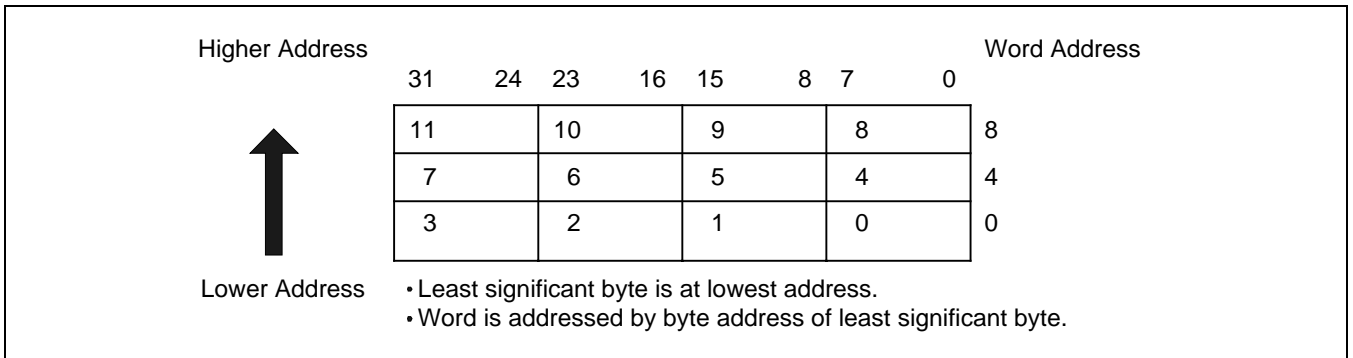 Higher Address Word Address
31 24 23 16 15 8 7 0
11 10 9 8 8
7 6 5 4 4
3 2 1 0 0
Lower Address
• Least significant byte is at lowest address.
• Word is addressed by byte address of least significant byte.